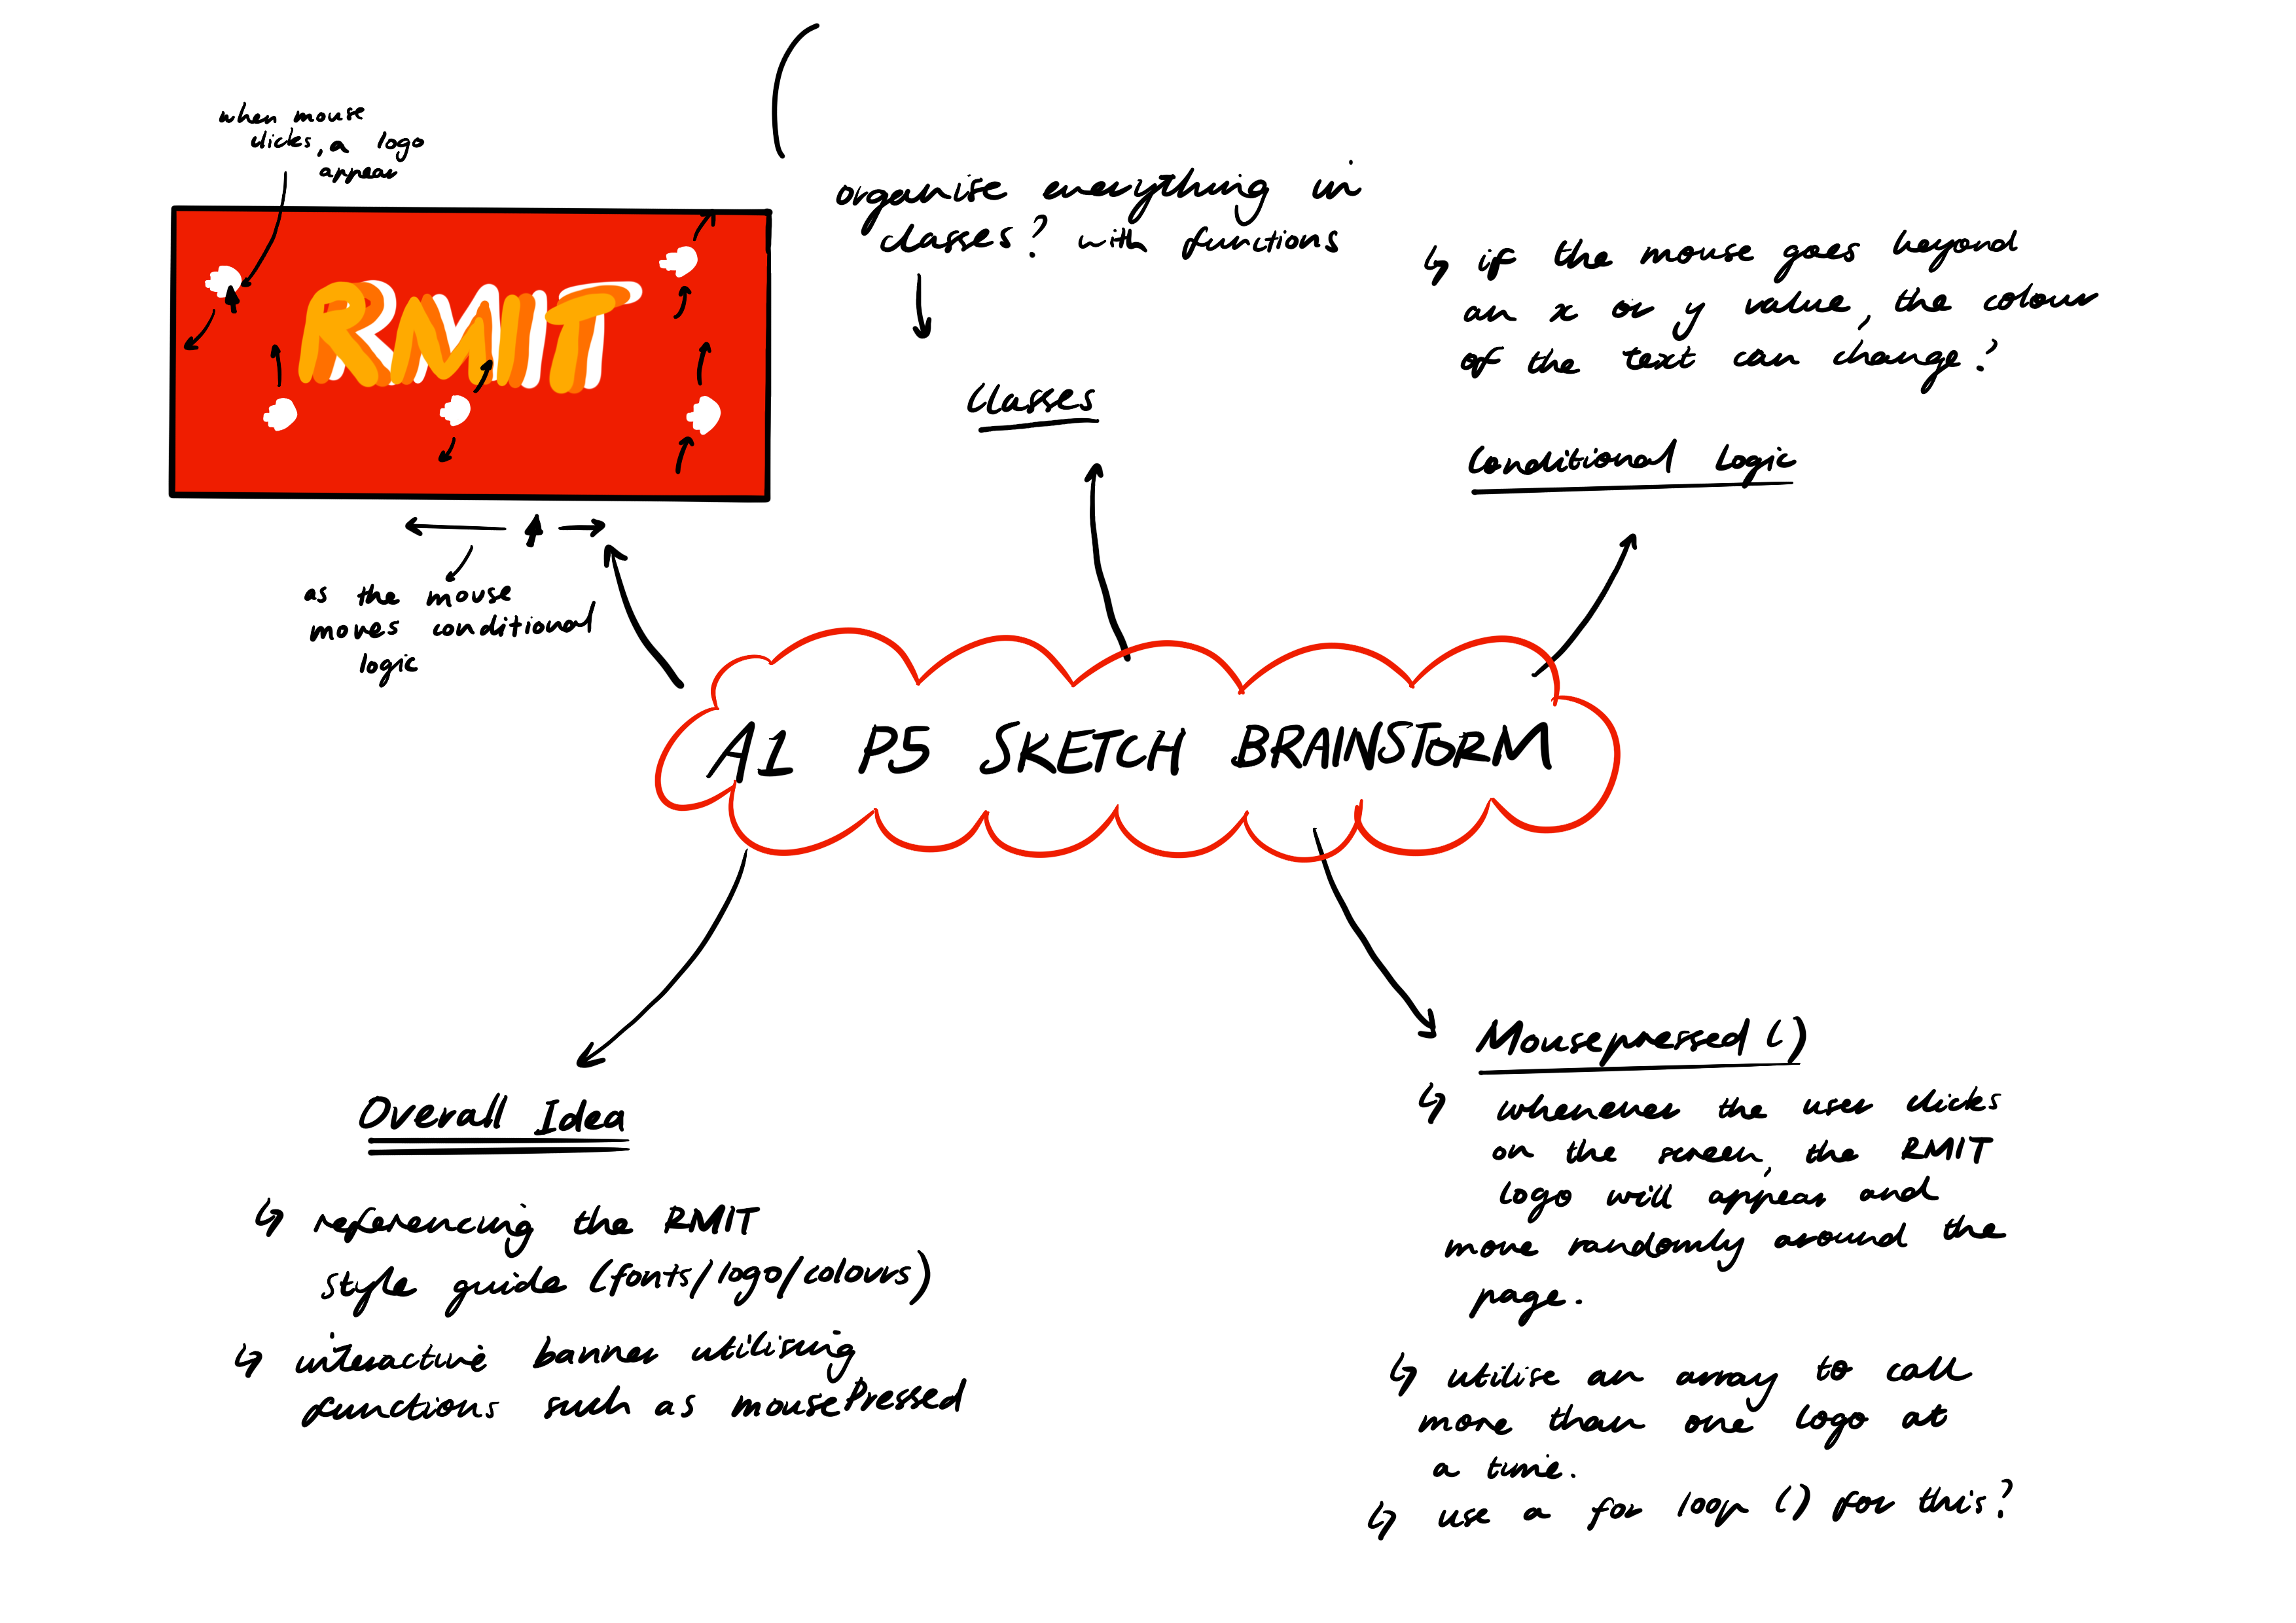 when mouse
clicks, a logo
appear
RMIT
as the mouse
moves conditional
logic
organise everything in
classes? with functions
Classes
if the mouse goes beyond
an x or y value, the colour
of the text can change?
Conditional Logic
A1 P5 SKETCH BRAINSTORM
Overall Idea
referencing the RMIT
style guide (fonts/logo/colours)
interactive banner utilising
functions such as mousePressed
Mousepressed ()
whenever the user clicks
on the screen, the RMIT
logo will appear and
move randomly around the
page.
utilise an array to call
more than one logo at
a time.
use a for loop () for this?